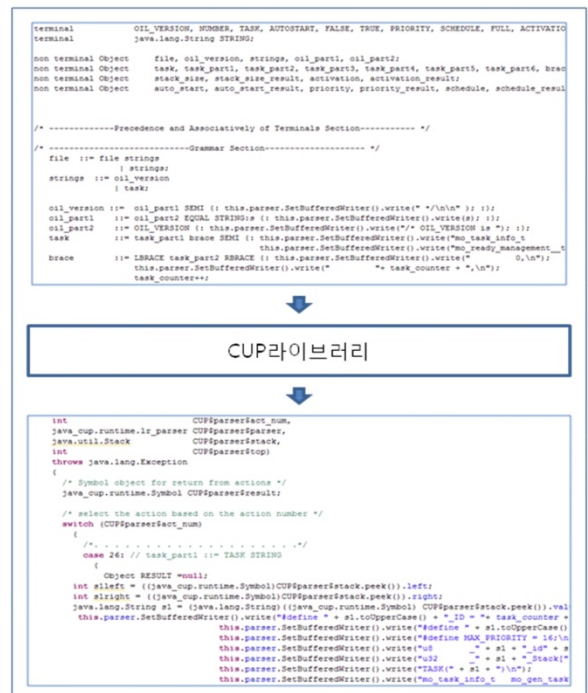 terminal OIL_VERSION, NUMBER, TASK, AUTOSTART, FALSE, TRUE, PRIORITY, SCHEDULE, FULL, ACTIVATIO
terminal java.lang.String STRING;
non terminal Object file, oil_version, strings, oil_part1, oil_part2;
non terminal Object task, task_part1, task_part2, task_part3, task_part4, task_part5, task_part6, brac
non terminal Object stack_size, stack_size_result, activation, activation_result;
non terminal Object auto_start, auto_start_result, priority, priority_result, schedule, schedule_resul
/* -------------Precedence and Associatively of Terminals Section----------- */
/* ----------------------------Grammar Section-------------------- */
file ::= file strings
| strings;
strings ::= oil_version
| task;
oil_version ::= oil_part1 SEMI {: this.parser.SetBufferedWriter().write(" */\n\n" ); :};
oil_part1 ::= oil_part2 EQUAL STRING:s {: this.parser.SetBufferedWriter().write(s); :};
oil_part2 ::= OIL_VERSION {: this.parser.SetBufferedWriter().write("/* OIL_VERSION is "); :};
task ::= task_part1 brace SEMI {: this.parser.SetBufferedWriter().write("mo_task_info_t
this.parser.SetBufferedWriter().write("mo_ready_management__t
brace ::= LBRACE task_part2 RBRACE {: this.parser.SetBufferedWriter().write(" 0,\n");
this.parser.SetBufferedWriter().write(" "+ task_counter + ",\n");
task_counter++;
CUP라이브러리
int CUP$parser$act_num,
java_cup.runtime.lr_parser CUP$parser$parser,
java.util.Stack CUP$parser$stack,
int CUP$parser$top)
throws java.lang.Exception
{
/* Symbol object for return from actions */
java_cup.runtime.Symbol CUP$parser$result;
/* select the action based on the action number */
switch (CUP$parser$act_num)
{
/*. . . . . . . . . . . . . . . . . . . .*/
case 26: // task_part1 ::= TASK STRING
{
Object RESULT =null;
int s1left = ((java_cup.runtime.Symbol)CUP$parser$stack.peek()).left;
int s1right = ((java_cup.runtime.Symbol)CUP$parser$stack.peek()).right;
java.lang.String s1 = (java.lang.String)((java_cup.runtime.Symbol) CUP$parser$stack.peek()).val
this.parser.SetBufferedWriter().write("#define " + s1.toUpperCase() + "_ID = "+ task_counter +
this.parser.SetBufferedWriter().write("#define " + s1.toUpperCase()
this.parser.SetBufferedWriter().write("#define MAX_PRIORITY = 16;\n
this.parser.SetBufferedWriter().write("u8 _" + s1 + "_id" + s
this.parser.SetBufferedWriter().write("u32 _" + s1 + "_Stack["
this.parser.SetBufferedWriter().write("TASK(" + s1 + ")\n");
this.parser.SetBufferedWriter().write("mo_task_info_t mo_gen_task